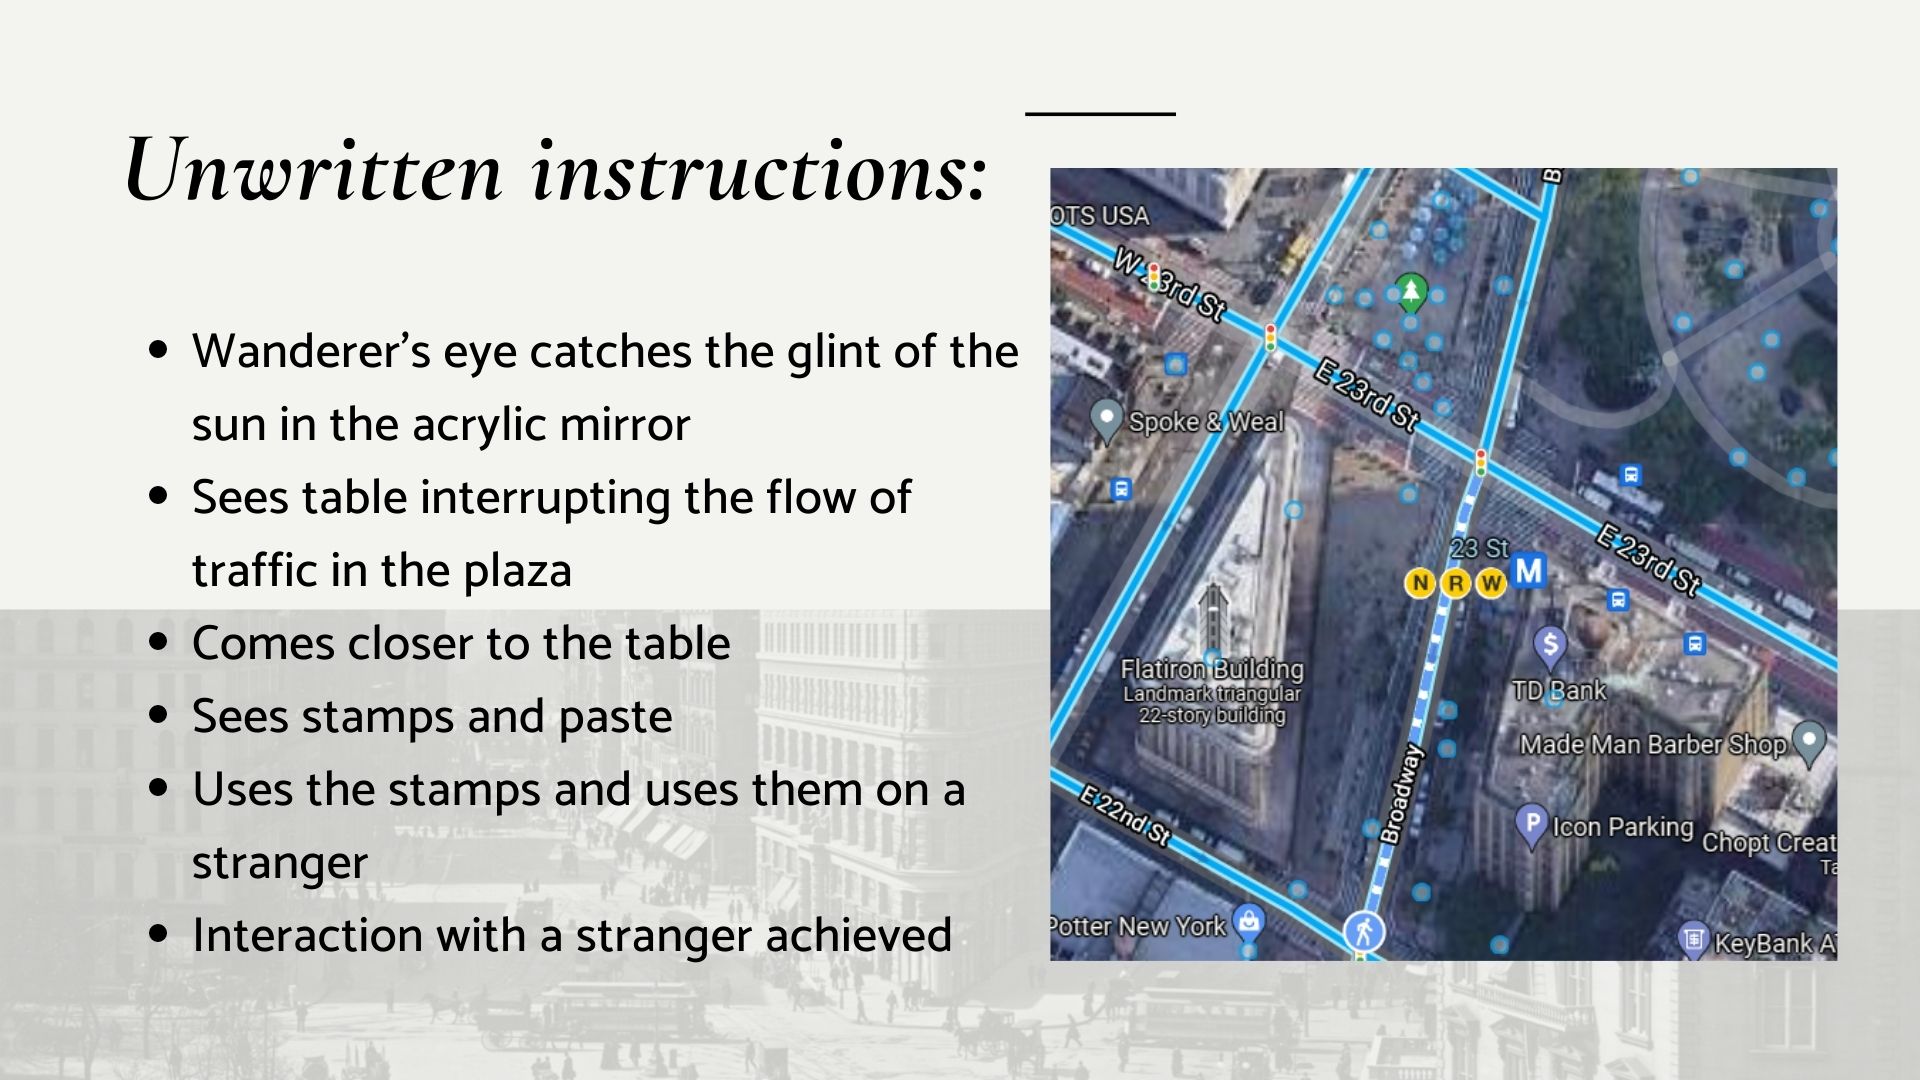 Unwritten instructions:
• Wanderer’s eye catches the glint of the
sun in the acrylic mirror
• Sees table interrupting the flow of
traffic in the plaza
• Comes closer to the table
• Sees stamps and paste
• Uses the stamps and uses them on a
stranger
• Interaction with a stranger achieved
B
OTS USA
W 23rd St
E 23rd St
Spoke & Weal
E 23rd St
23 St
N R W M
Flatiron Building
Landmark triangular
22-story building
$
TD Bank
Made Man Barber Shop
Broadway
E 22nd St
P Icon Parking
Chopt Creat
Ta
Potter New York
KeyBank A